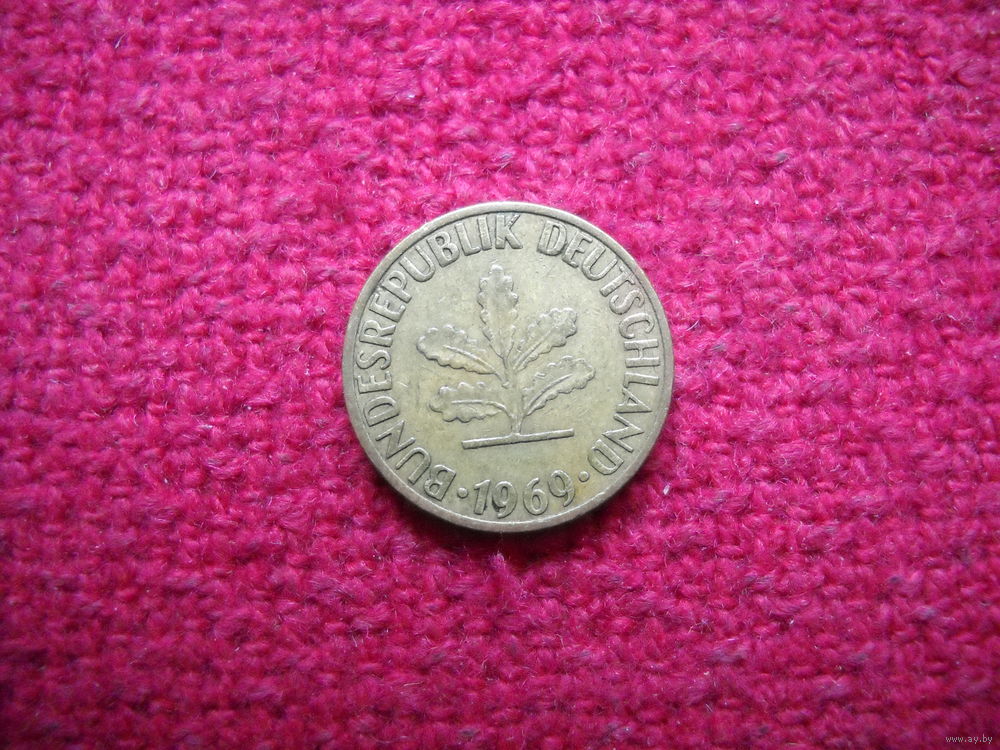 BUNDESREPUBLIK DEUTSCHLAND
· 1969 ·
www.ay.by